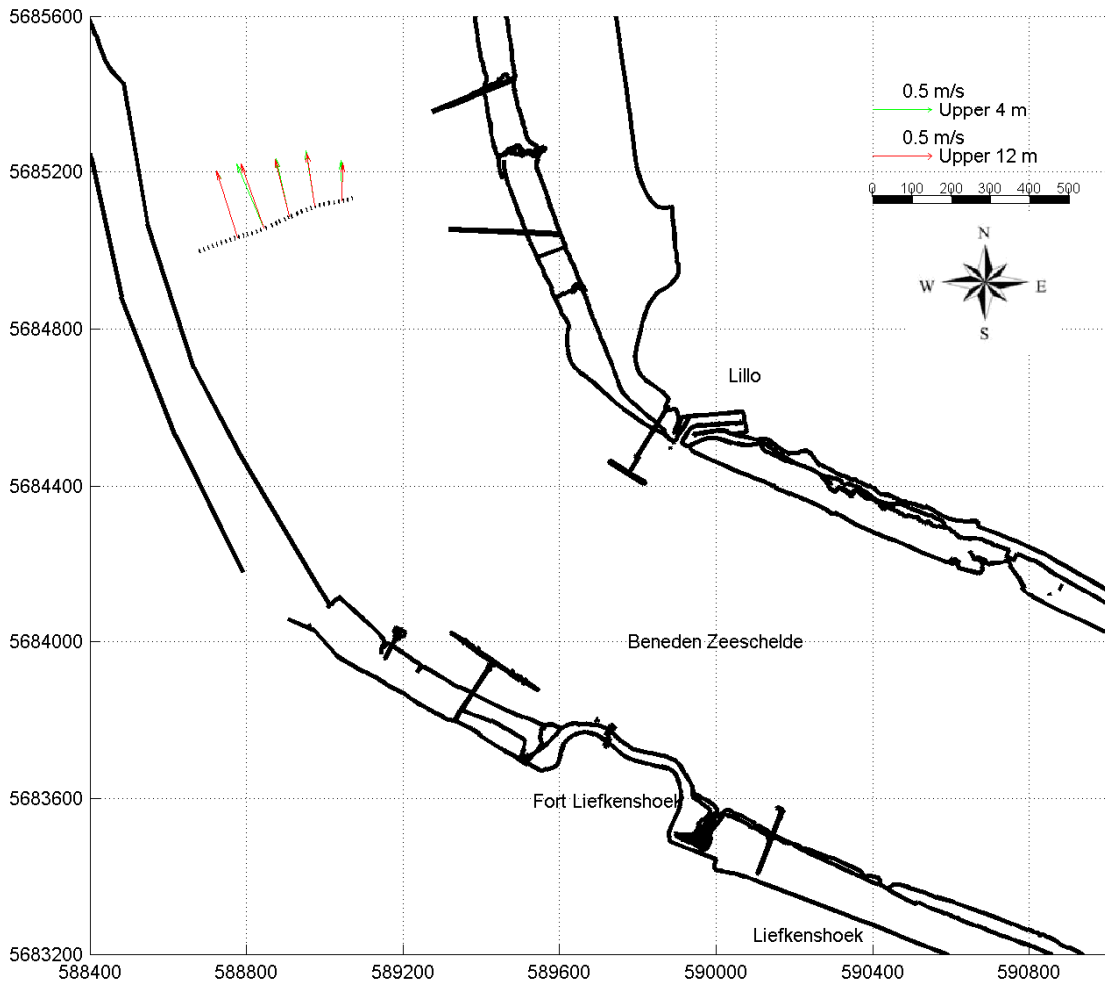 5685600
5685200
5684800
5684400
5684000
5683600
5683200
588400 588800 589200 589600 590000 590400 590800
0.5 m/s
Upper 4 m
0.5 m/s
Upper 12 m
0 100 200 300 400 500
N
W E
S
Lillo
Beneden Zeeschelde
Fort Liefkenshoek
Liefkenshoek